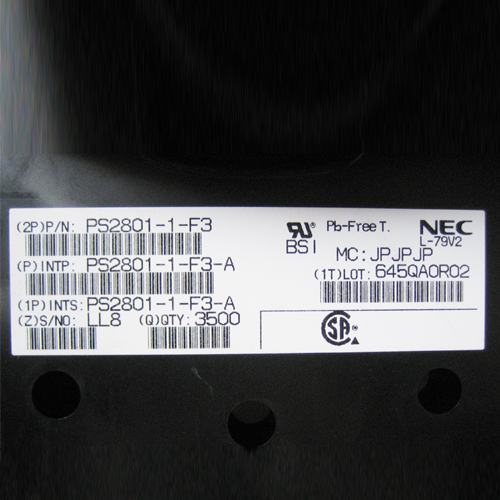 (2P)P/N: PS2801-1-F3
(P)INTP: PS2801-1-F3-A
(1P)INTS: PS2801-1-F3-A
(Z)S/NO: LL8 (Q)QTY: 3500
BSI
Pb-Free T.
NEC
L-79V2
MC: JPJPJP
(1T)LOT: 645QA0R02